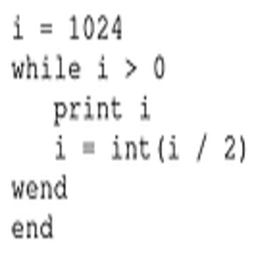 i = 1024
while i > 0
   print i
   i = int(i / 2)
wend
end